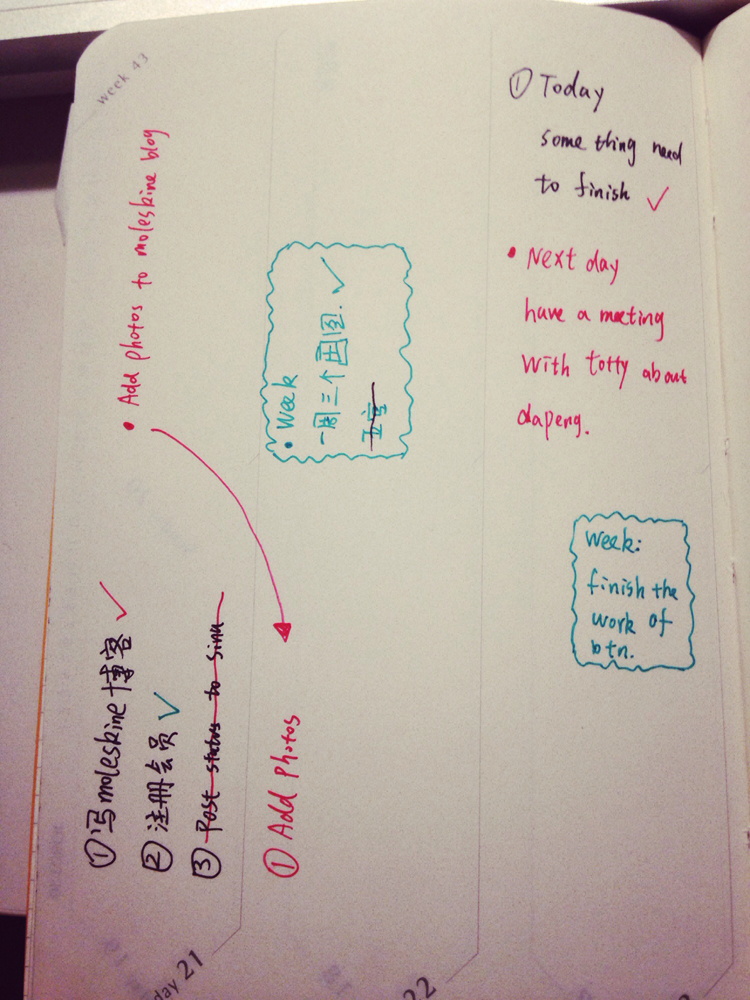 week 43
day 21
① 写moleskine博客 ✓
② 注册会员 ✓
③ Post status to sina
• Add photos to moleskine blog
22
① Add Photos
• Week
一周三个画图. ✓
① Today
some thing need
to finish ✓
• Next day
have a meeting
with totty about
dapeng.
week:
finish the
work of
btn.